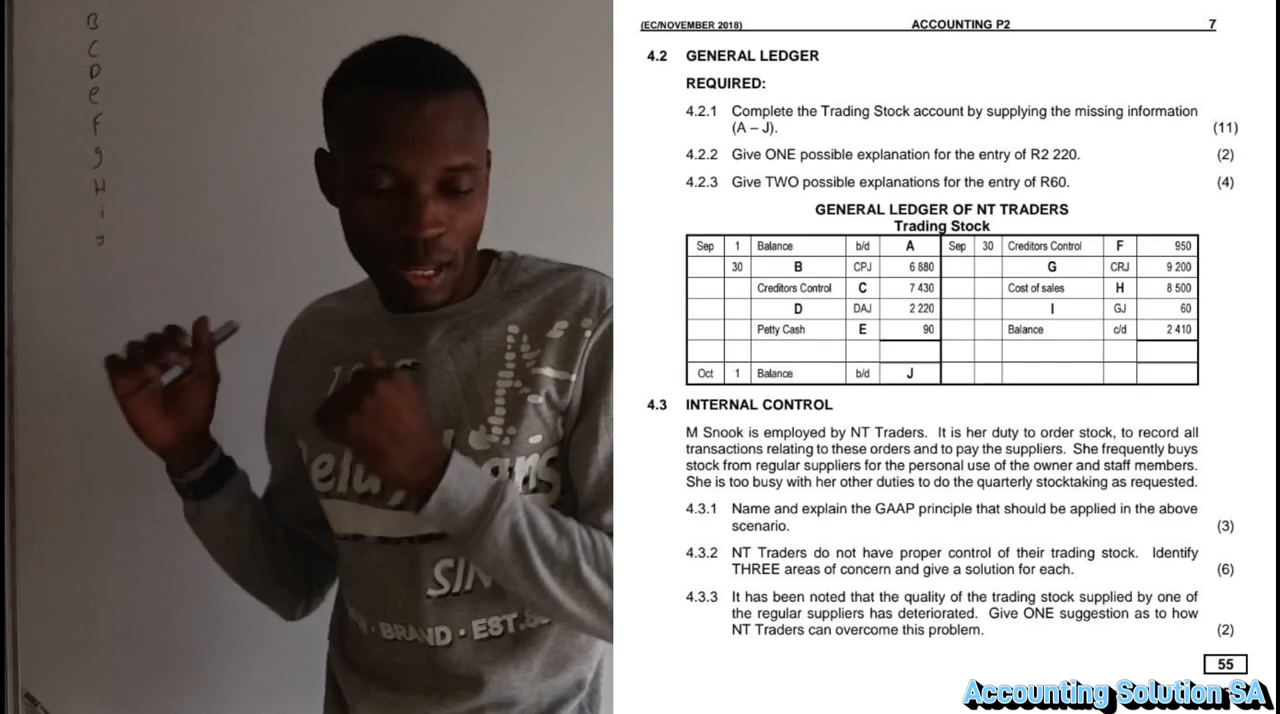 B
C
D
e
F
g
H
i
J
SIN
BRAND · EST.
(EC/NOVEMBER 2018) ACCOUNTING P2 7
4.2 GENERAL LEDGER
REQUIRED:
4.2.1 Complete the Trading Stock account by supplying the missing information
(A – J). (11)
4.2.2 Give ONE possible explanation for the entry of R2 220. (2)
4.2.3 Give TWO possible explanations for the entry of R60. (4)
GENERAL LEDGER OF NT TRADERS
Trading Stock
Sep 1 Balance b/d A Sep 30 Creditors Control F 950
30 B CPJ 6 880 G CRJ 9 200
Creditors Control C 7 430 Cost of sales H 8 500
D DAJ 2 220 I GJ 60
Petty Cash E 90 Balance c/d 2 410
Oct 1 Balance b/d J
4.3 INTERNAL CONTROL
M Snook is employed by NT Traders. It is her duty to order stock, to record all
transactions relating to these orders and to pay the suppliers. She frequently buys
stock from regular suppliers for the personal use of the owner and staff members.
She is too busy with her other duties to do the quarterly stocktaking as requested.
4.3.1 Name and explain the GAAP principle that should be applied in the above
scenario. (3)
4.3.2 NT Traders do not have proper control of their trading stock. Identify
THREE areas of concern and give a solution for each. (6)
4.3.3 It has been noted that the quality of the trading stock supplied by one of
the regular suppliers has deteriorated. Give ONE suggestion as to how
NT Traders can overcome this problem. (2)
55
Accounting Solution SA